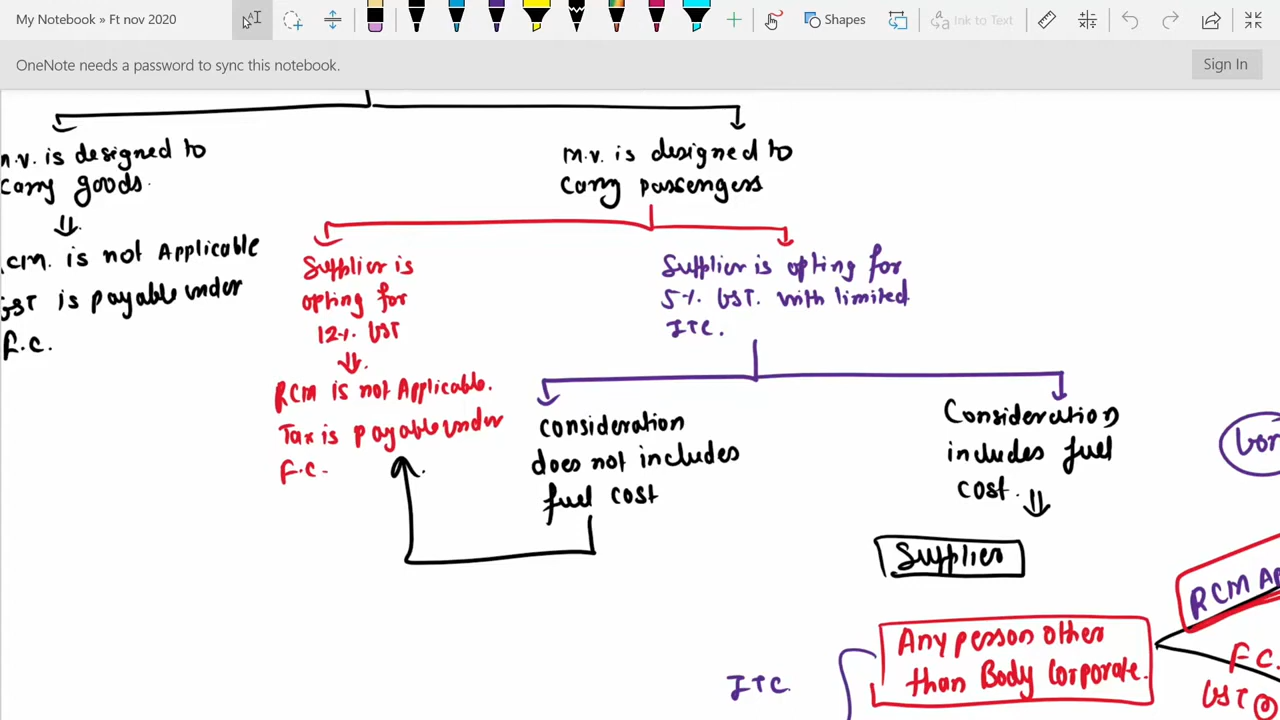 My Notebook » Ft nov 2020
Shapes
Ink to Text
OneNote needs a password to sync this notebook.
Sign In
m.v. is designed to
carry goods.
RCM. is not Applicable
GST is payable under
F.C.
m.v. is designed to
carry passengers
Supplier is
opting for
12% GST
RCM is not Applicable.
Tax is payable under
F.C.
Supplier is opting for
5% GST. with limited
ITC.
Consideration
does not includes
fuel cost
Consideration
includes fuel
cost.
Supplier
Any person other
than Body Corporate.
ITC
RCM
F.C.
GST @